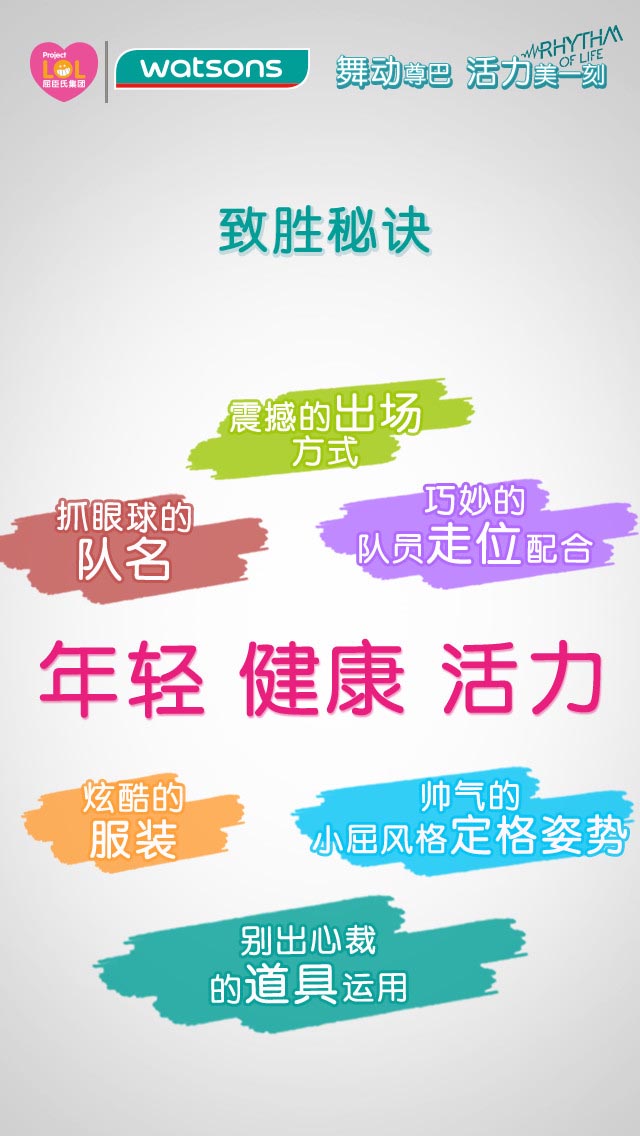 Project
LOL
屈臣氏集团
watsons
舞动尊巴 活力美一刻
RHYTHM
OF LIFE
致胜秘诀
震撼的出场
方式
抓眼球的
队名
巧妙的
队员走位配合
年轻 健康 活力
炫酷的
服装
帅气的
小屈风格定格姿势
别出心裁
的道具运用